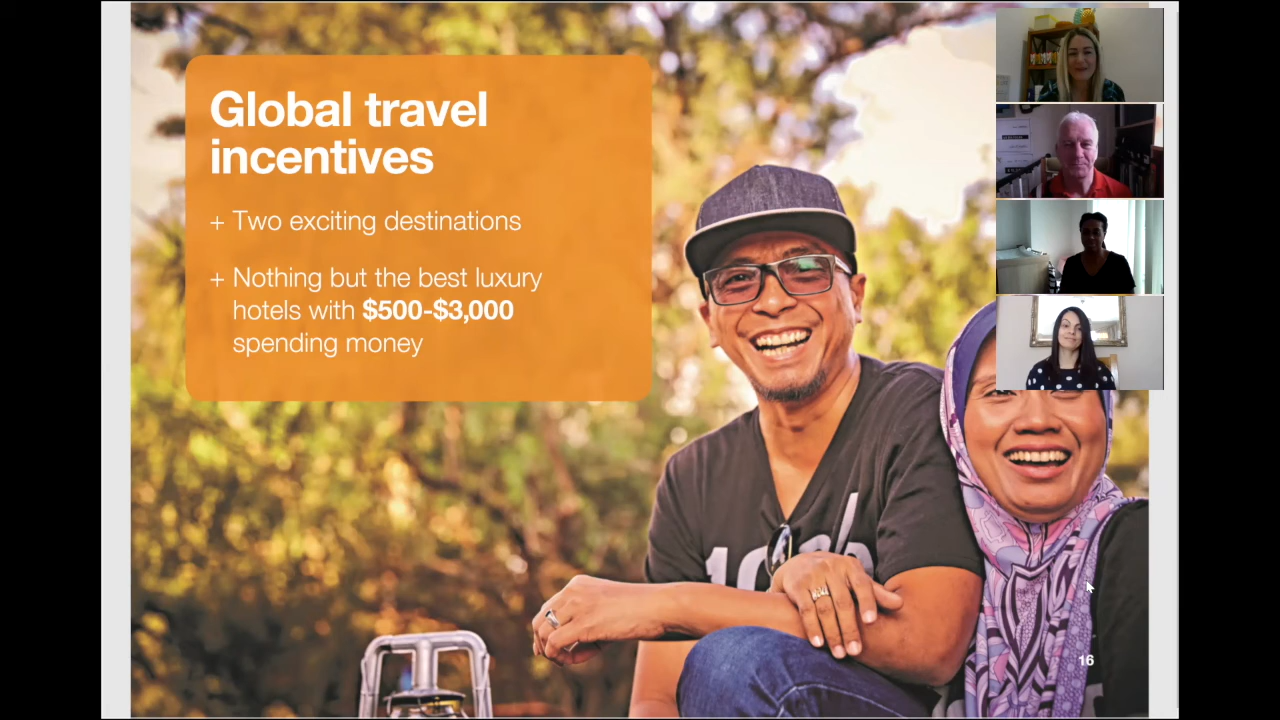 Global travel
incentives
+ Two exciting destinations
+ Nothing but the best luxury
hotels with $500-$3,000
spending money
16